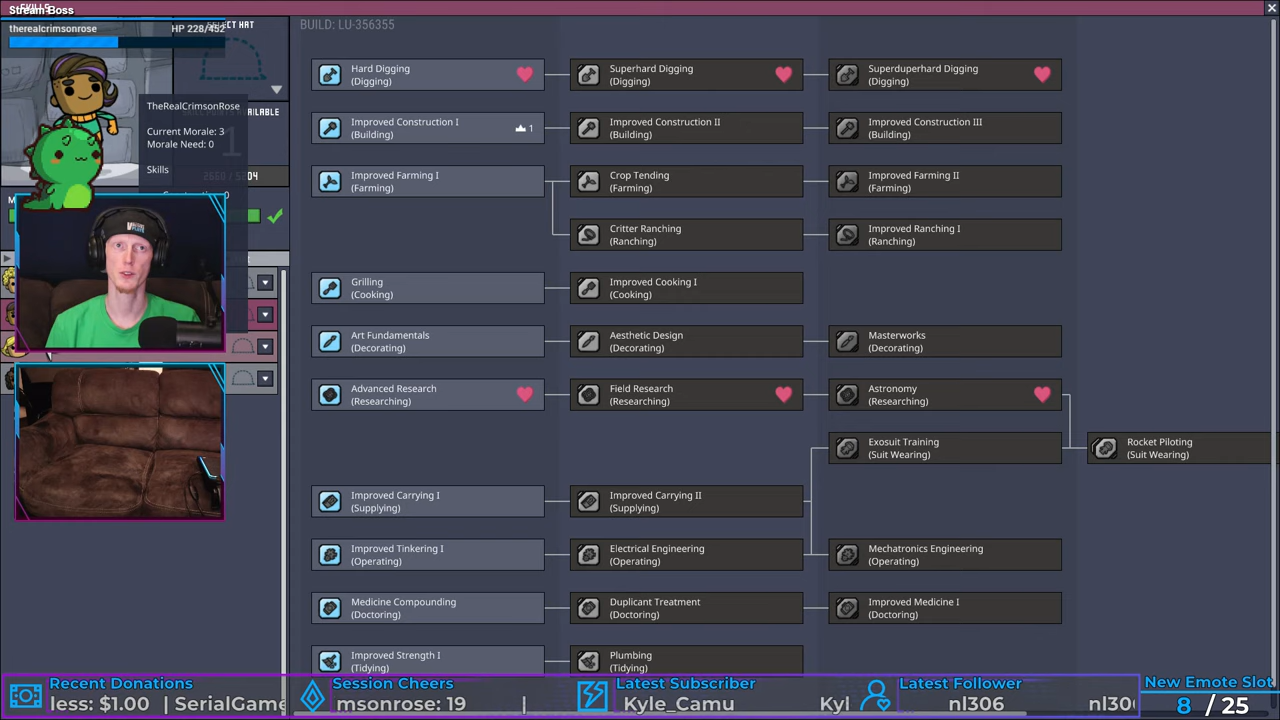 Stream Boss
therealcrimsonrose HP 228/452
SELECT HAT
BUILD: LU-356355
TheRealCrimsonRose
Current Morale: 3
Morale Need: 0
Skills
Hard Digging
(Digging)
Superhard Digging
(Digging)
Superduperhard Digging
(Digging)
Improved Construction I
(Building)
1
Improved Construction II
(Building)
Improved Construction III
(Building)
Improved Farming I
(Farming)
Crop Tending
(Farming)
Improved Farming II
(Farming)
Critter Ranching
(Ranching)
Improved Ranching I
(Ranching)
Grilling
(Cooking)
Improved Cooking I
(Cooking)
Art Fundamentals
(Decorating)
Aesthetic Design
(Decorating)
Masterworks
(Decorating)
Advanced Research
(Researching)
Field Research
(Researching)
Astronomy
(Researching)
Exosuit Training
(Suit Wearing)
Rocket Piloting
(Suit Wearing)
Improved Carrying I
(Supplying)
Improved Carrying II
(Supplying)
Improved Tinkering I
(Operating)
Electrical Engineering
(Operating)
Mechatronics Engineering
(Operating)
Medicine Compounding
(Doctoring)
Duplicant Treatment
(Doctoring)
Improved Medicine I
(Doctoring)
Improved Strength I
(Tidying)
Plumbing
(Tidying)
Recent Donations
less: $1.00 | SerialGame
Session Cheers
msonrose: 19 |
Latest Subscriber
Kyle_Camu Kyl
Latest Follower
nl306 nl30
New Emote Slot
8 / 25